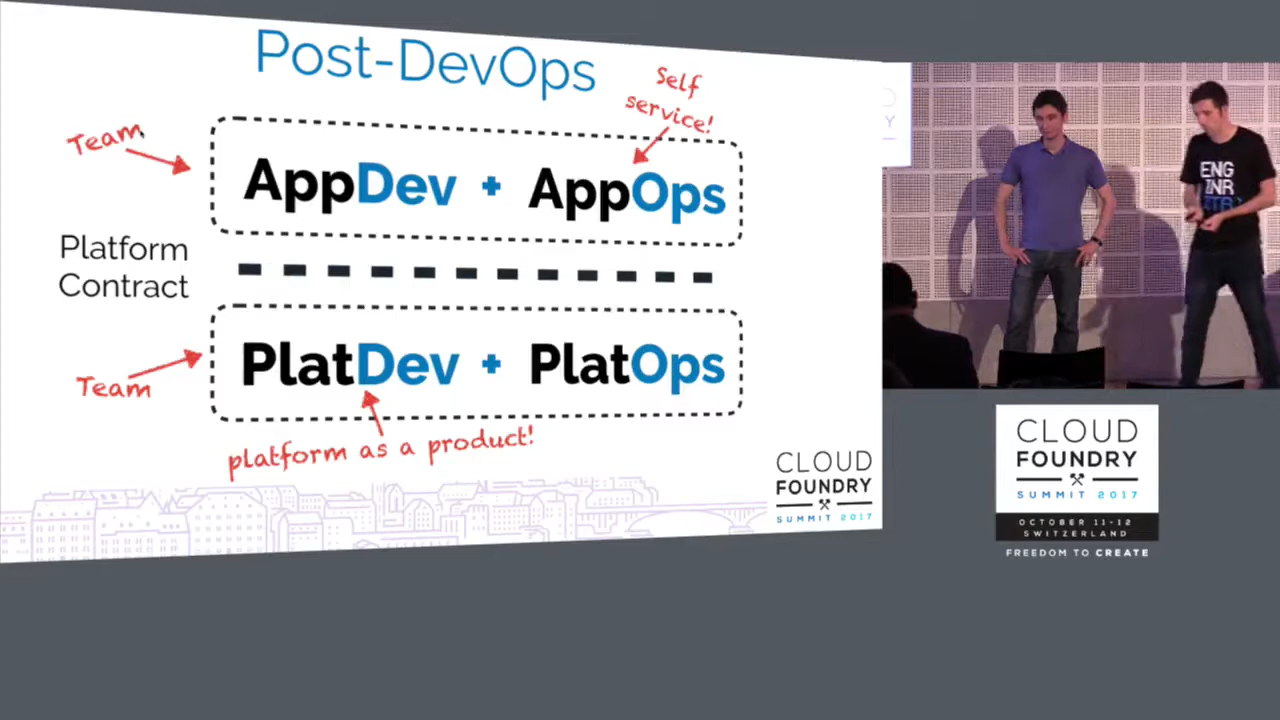 Post-DevOps
Self
service!
Team
AppDev + AppOps
Platform
Contract
PlatDev + PlatOps
Team
platform as a product!
CLOUD
FOUNDRY
SUMMIT 2017
ENG
INR
CLOUD
FOUNDRY
SUMMIT 2017
OCTOBER 11-12
SWITZERLAND
FREEDOM TO CREATE